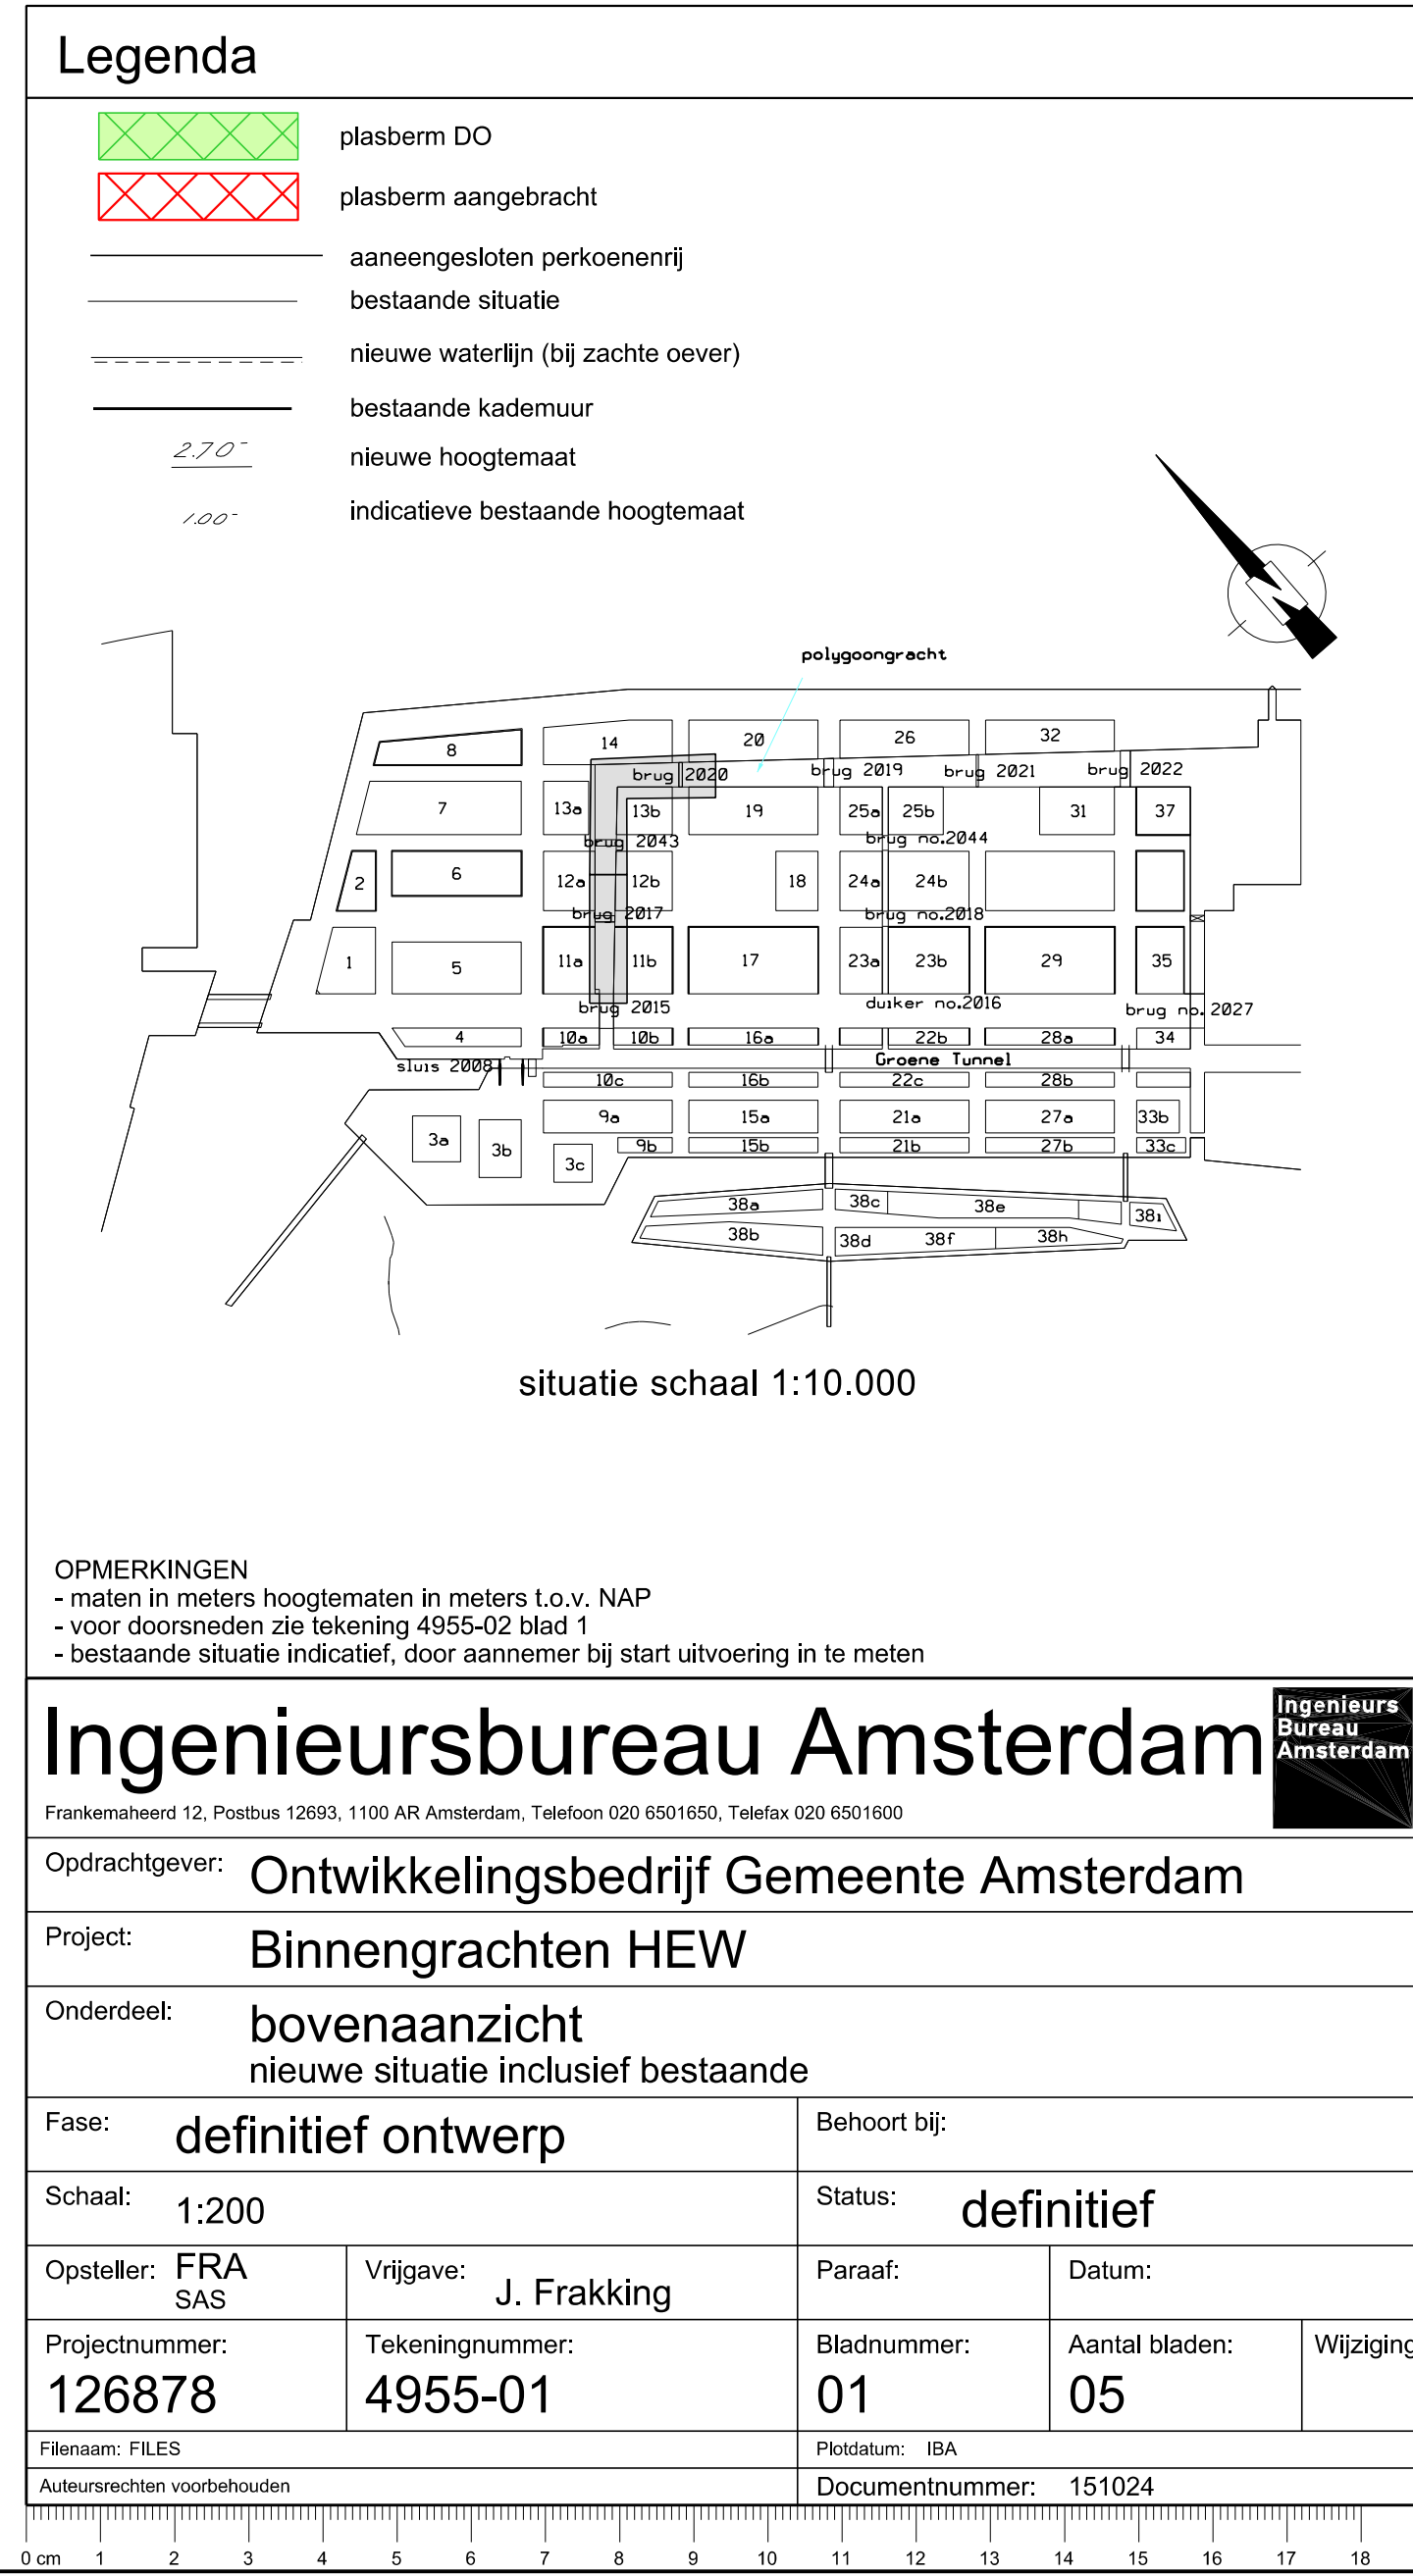 Legenda
plasberm DO
plasberm aangebracht
aaneengesloten perkoenenrij
bestaande situatie
nieuwe waterlijn (bij zachte oever)
bestaande kademuur
2.70-
nieuwe hoogtemaat
1.00-
indicatieve bestaande hoogtemaat
polygoongracht
8 14 20 26 32
brug 2020 brug 2019 brug 2021 brug 2022
7 13a 13b 19 25a 25b 31 37
brug 2043 brug no.2044
2 6 12a 12b 18 24a 24b
brug 2017 brug no.2018
1 5 11a 11b 17 23a 23b 29 35
brug 2015 duiker no.2016 brug no.2027
4 10a 10b 16a 22b 28a 34
sluis 2008 Groene Tunnel
10c 16b 22c 28b
9a 15a 21a 27a 33b
3a 3b 3c 9b 15b 21b 27b 33c
38a 38c 38e 38i
38b 38d 38f 38h
situatie schaal 1:10.000
OPMERKINGEN
- maten in meters hoogtematen in meters t.o.v. NAP
- voor doorsneden zie tekening 4955-02 blad 1
- bestaande situatie indicatief, door aannemer bij start uitvoering in te meten
Ingenieursbureau Amsterdam
Ingenieurs
Bureau
Amsterdam
Frankemaheerd 12, Postbus 12693, 1100 AR Amsterdam, Telefoon 020 6501650, Telefax 020 6501600
Opdrachtgever: Ontwikkelingsbedrijf Gemeente Amsterdam
Project: Binnengrachten HEW
Onderdeel: bovenaanzicht
nieuwe situatie inclusief bestaande
Fase: definitief ontwerp Behoort bij:
Schaal: 1:200 Status: definitief
Opsteller: FRA Vrijgave: J. Frakking Paraaf: Datum:
SAS
Projectnummer: Tekeningnummer: Bladnummer: Aantal bladen: Wijziging
126878 4955-01 01 05
Filenaam: FILES Plotdatum: IBA
Auteursrechten voorbehouden Documentnummer: 151024
0 cm 1 2 3 4 5 6 7 8 9 10 11 12 13 14 15 16 17 18